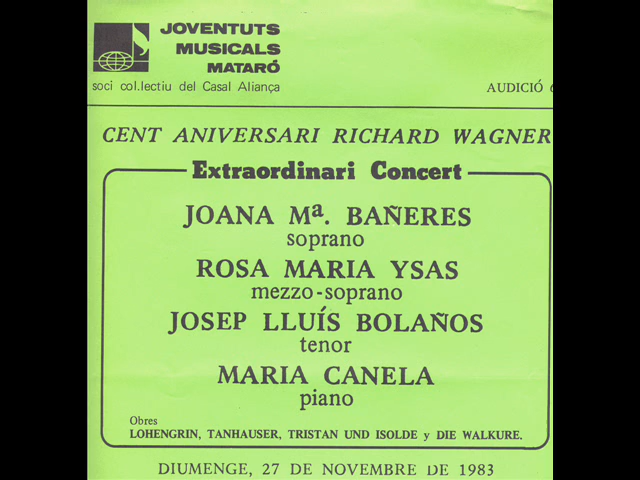 JOVENTUTS
MUSICALS
MATARÓ
soci col.lectiu del Casal Aliança
AUDICIÓ 6
CENT ANIVERSARI RICHARD WAGNER
Extraordinari Concert
JOANA Mª. BAÑERES
soprano
ROSA MARIA YSAS
mezzo-soprano
JOSEP LLUÍS BOLAÑOS
tenor
MARIA CANELA
piano
Obres
LOHENGRIN, TANHAUSER, TRISTAN UND ISOLDE y DIE WALKURE.
DIUMENGE, 27 DE NOVEMBRE DE 1983